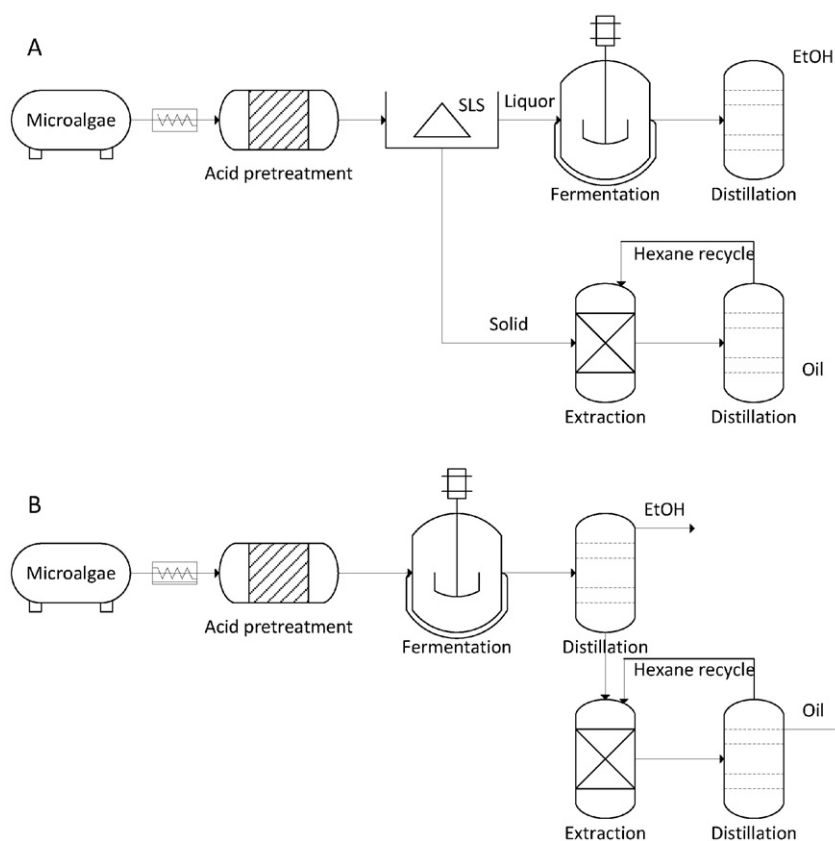 A
Microalgae
Acid pretreatment
SLS
Liquor
Fermentation
EtOH
Distillation
Hexane recycle
Solid
Extraction
Oil
Distillation
B
Microalgae
Acid pretreatment
Fermentation
EtOH
Distillation
Hexane recycle
Oil
Extraction
Distillation